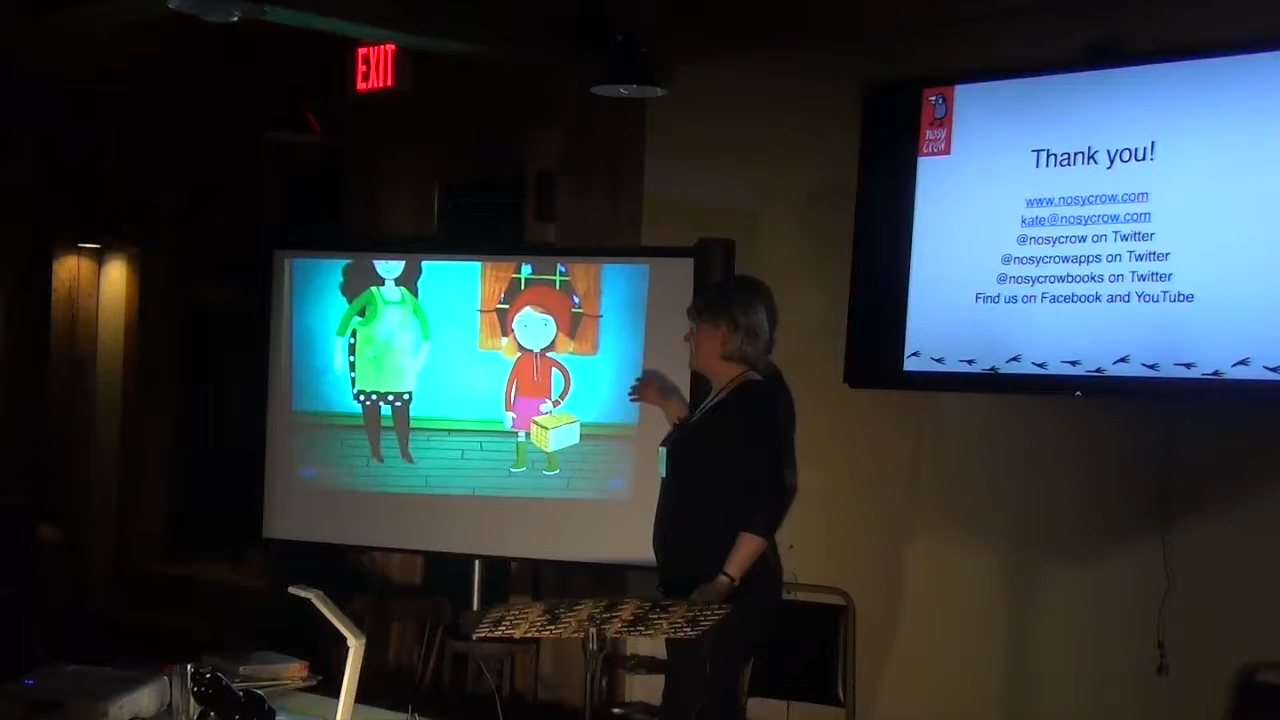 EXIT
nosy
crow
Thank you!
www.nosycrow.com
kate@nosycrow.com
@nosycrow on Twitter
@nosycrowapps on Twitter
@nosycrowbooks on Twitter
Find us on Facebook and YouTube